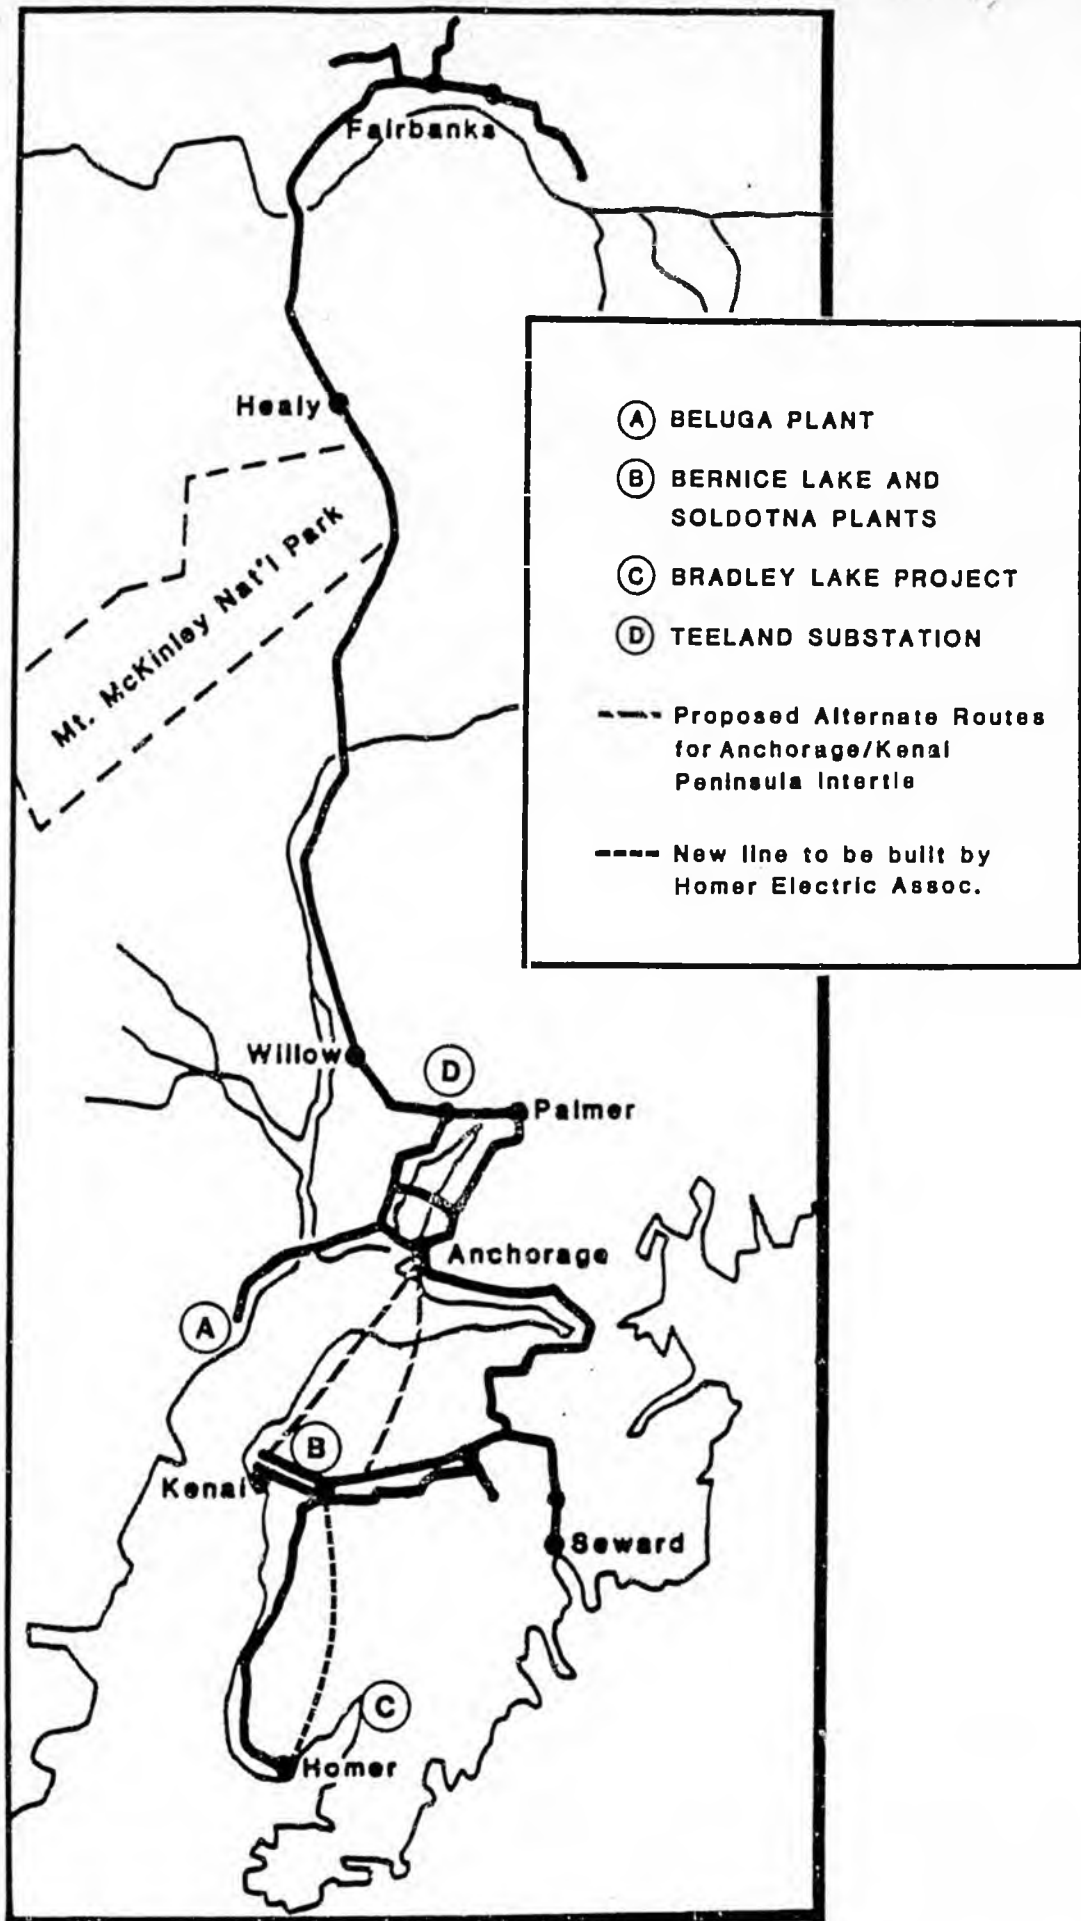 Fairbanks
Healy
Mt. McKinley Nat'l Park
A BELUGA PLANT
B BERNICE LAKE AND
SOLDOTNA PLANTS
C BRADLEY LAKE PROJECT
D TEELAND SUBSTATION
Proposed Alternate Routes
for Anchorage/Kenai
Peninsula Intertie
New line to be built by
Homer Electric Assoc.
Willow
D
Palmer
Anchorage
A
B
Kenai
Seward
C
Homer